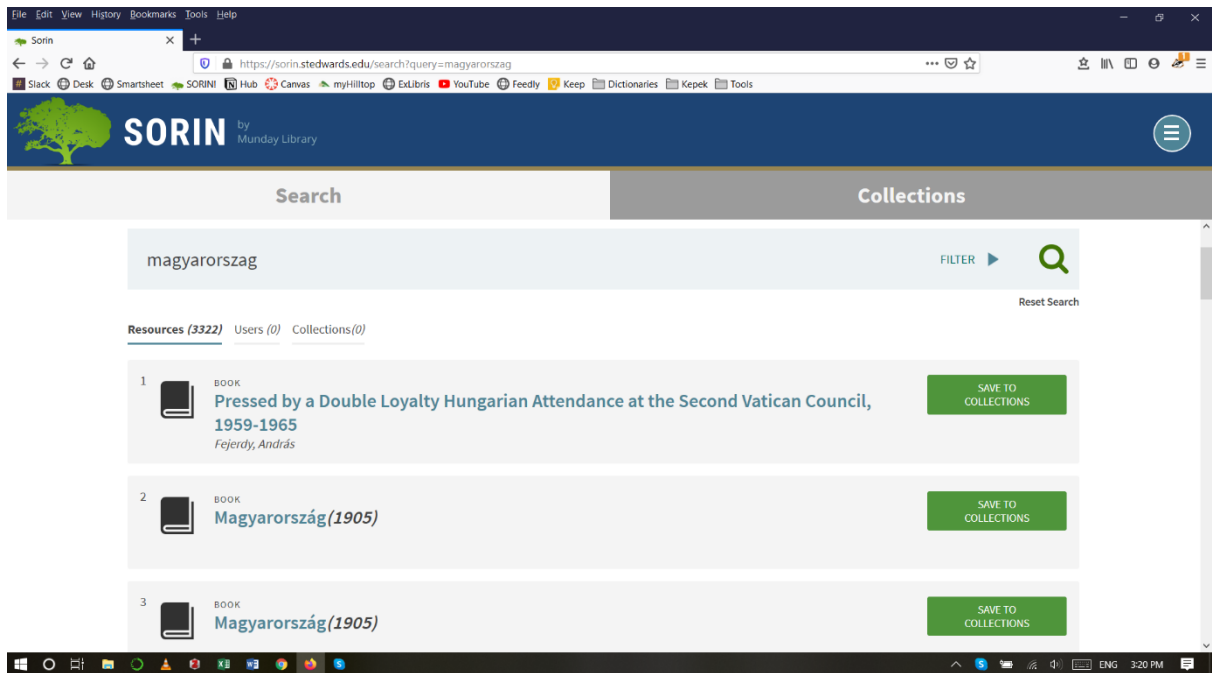 File Edit View History Bookmarks Tools Help
Sorin
https://sorin.stedwards.edu/search?query=magyarorszag
Slack Desk Smartsheet SORIN! Hub Canvas myHilltop ExLibris YouTube Feedly Keep Dictionaries Kepek Tools
SORIN by
Munday Library
Search Collections
magyarorszag FILTER
Reset Search
Resources (3322) Users (0) Collections(0)
1 BOOK
Pressed by a Double Loyalty Hungarian Attendance at the Second Vatican Council,
1959-1965
Fejerdy, András
SAVE TO
COLLECTIONS
2 BOOK
Magyarország(1905)
SAVE TO
COLLECTIONS
3 BOOK
Magyarország(1905)
SAVE TO
COLLECTIONS
ENG 3:20 PM